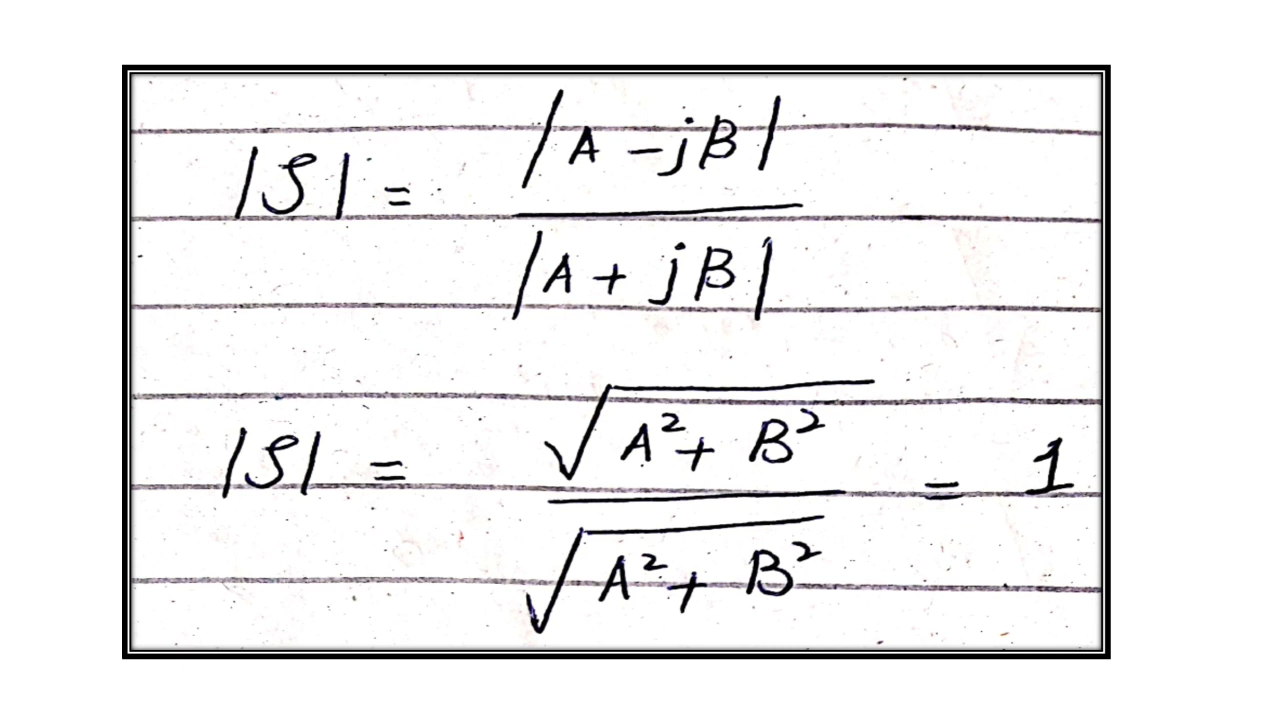 |S| = |A - jB| / |A + jB|
|S| = √(A² + B²) / √(A² + B²) = 1